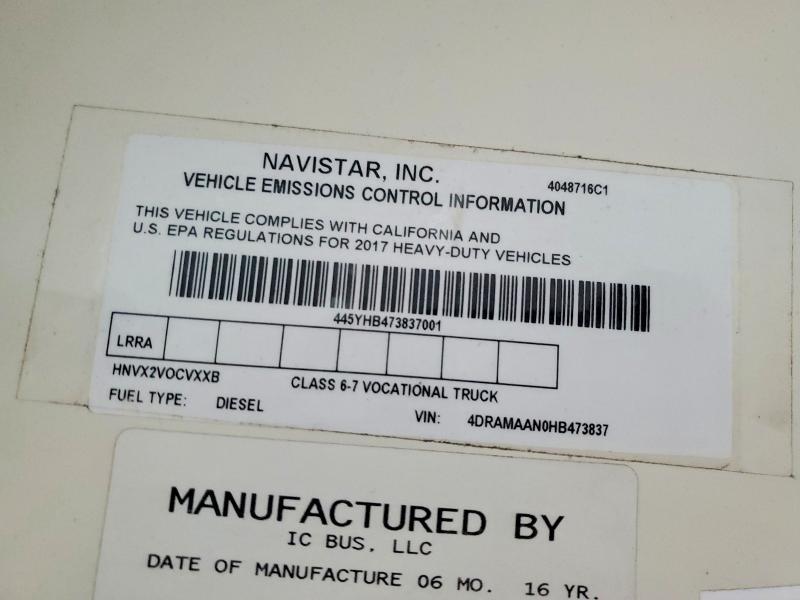 NAVISTAR, INC.
4048716C1
VEHICLE EMISSIONS CONTROL INFORMATION
THIS VEHICLE COMPLIES WITH CALIFORNIA AND
U.S. EPA REGULATIONS FOR 2017 HEAVY-DUTY VEHICLES
445YHB473837001
LRRA
HNVX2VOCVXXB
CLASS 6-7 VOCATIONAL TRUCK
FUEL TYPE: DIESEL
VIN: 4DRAMAAN0HB473837
MANUFACTURED BY
IC BUS, LLC
DATE OF MANUFACTURE 06 MO. 16 YR.